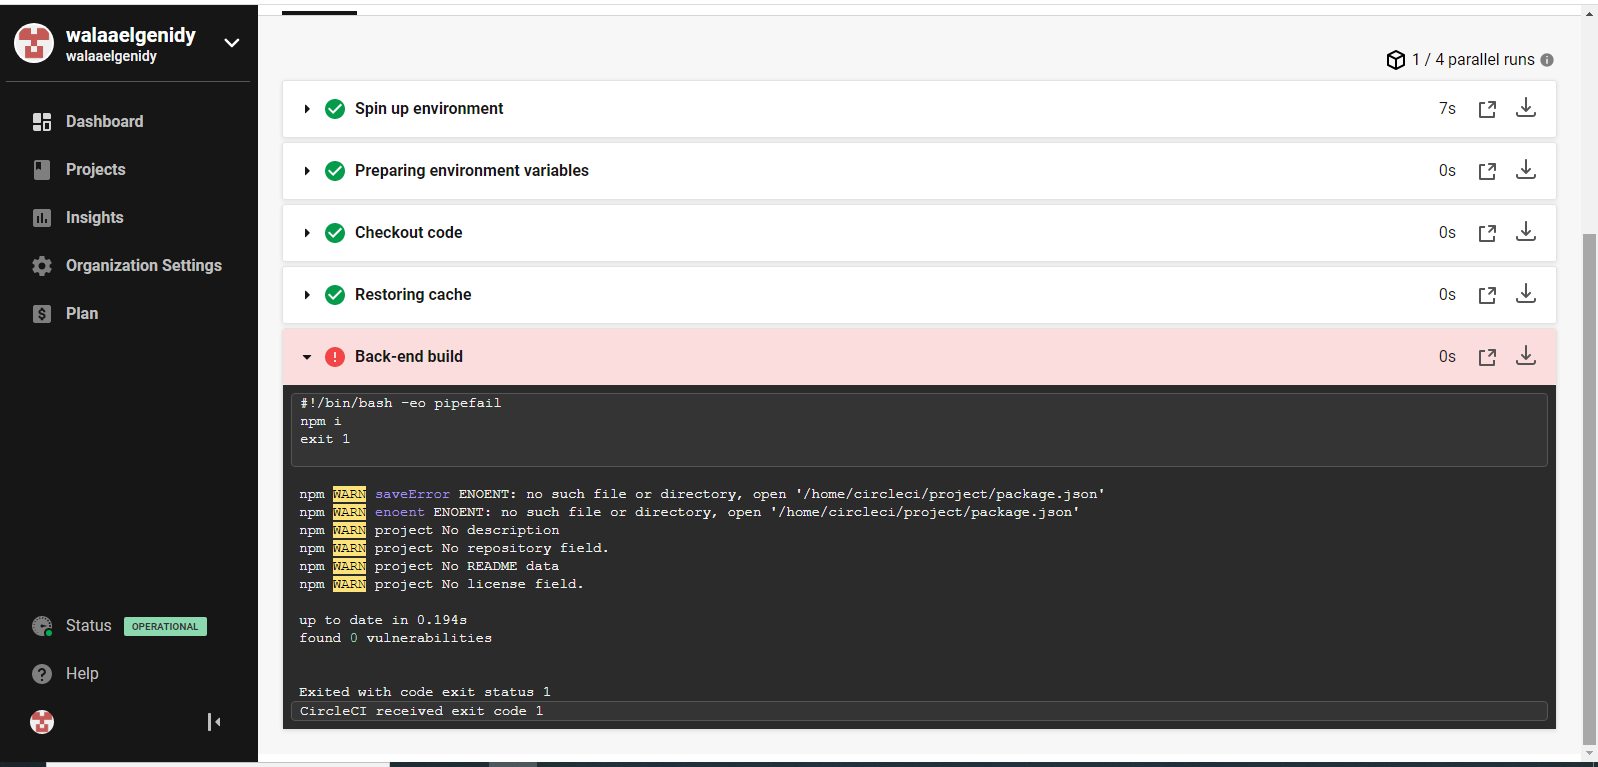 walaaelgenidy
walaaelgenidy
Dashboard
Projects
Insights
Organization Settings
Plan
Status OPERATIONAL
Help
1 / 4 parallel runs
Spin up environment 7s
Preparing environment variables 0s
Checkout code 0s
Restoring cache 0s
Back-end build 0s
#!/bin/bash -eo pipefail
npm i
exit 1
npm WARN saveError ENOENT: no such file or directory, open '/home/circleci/project/package.json'
npm WARN enoent ENOENT: no such file or directory, open '/home/circleci/project/package.json'
npm WARN project No description
npm WARN project No repository field.
npm WARN project No README data
npm WARN project No license field.
up to date in 0.194s
found 0 vulnerabilities
Exited with code exit status 1
CircleCI received exit code 1